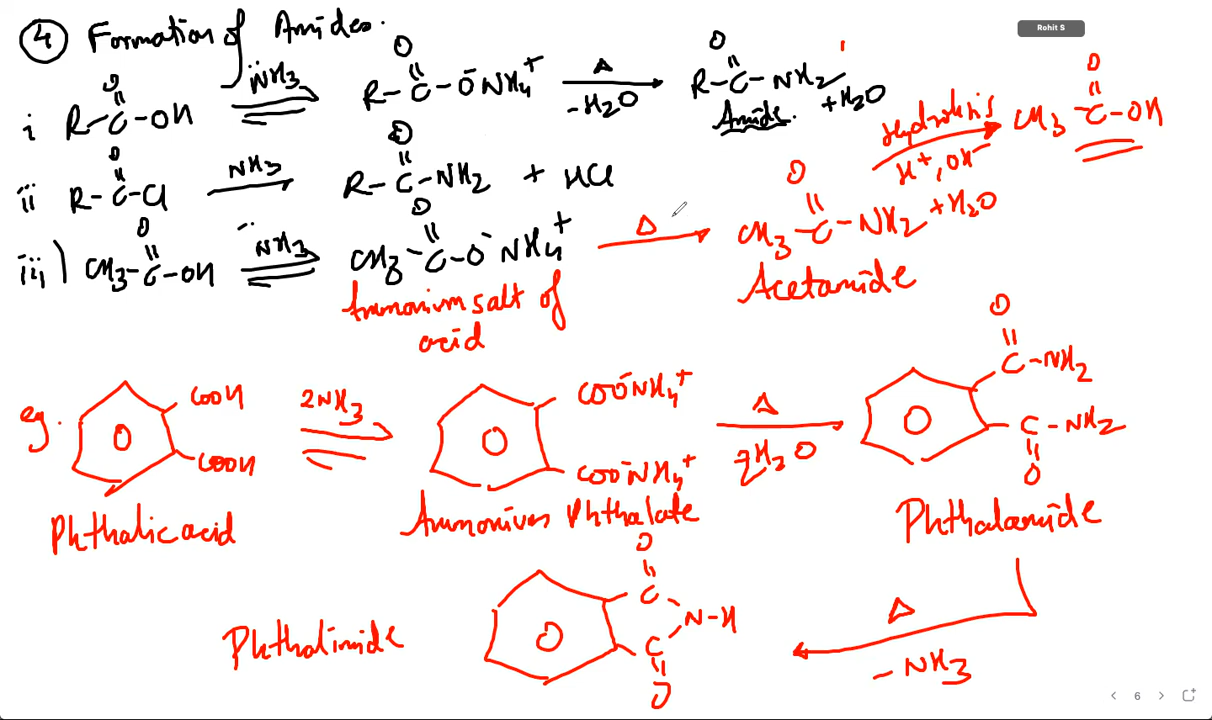 Rohit S
④ Formation of Amides.
i R-C(=O)-OH ⇌ N̈H3 R-C(=O)-O⁻NH4⁺ →Δ -H2O R-C(=O)-NH2 +H2O
Amide.
Hydrolysis H⁺, OH⁻ → CH3-C(=O)-OH
ii R-C(=O)-Cl NH3 → R-C(=O)-NH2 + HCl
iii) CH3-C(=O)-OH N̈H3 ⇌ CH3-C(=O)-O⁻NH4⁺ Δ → CH3-C(=O)-NH2 +H2O
Ammonium salt of
acid
Acetamide
eg. COOH COOH 2NH3 ⇌ COO⁻NH4⁺ COO⁻NH4⁺ Δ → 2H2O C(=O)-NH2 C(=O)-NH2
Phthalic acid
Ammonium Phthalate
Phthalamide
Δ -NH3
O=C N-H C=O
Phthalimide
6